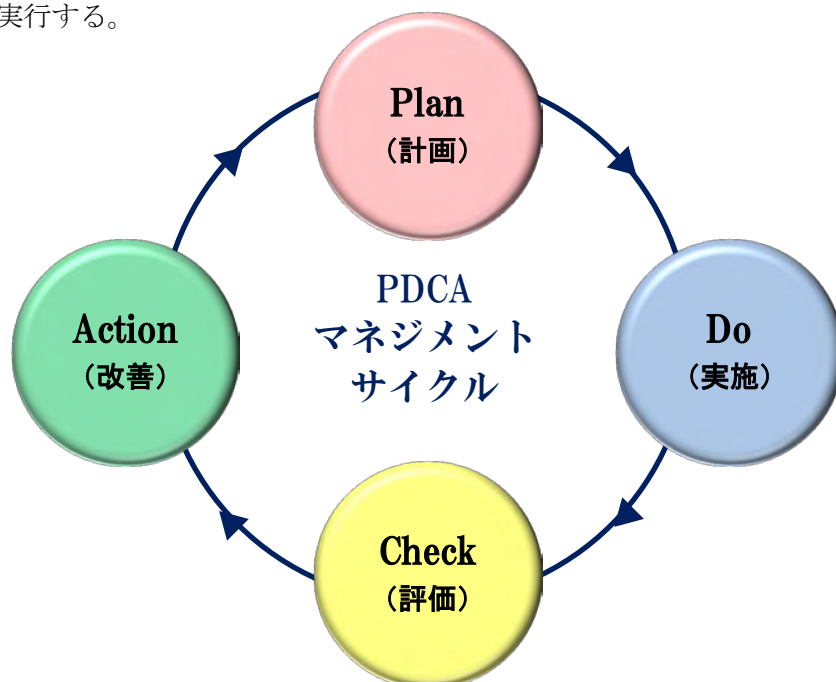 実行する。
Plan
（計画）
Do
（実施）
Check
（評価）
Action
（改善）
PDCA
マネジメント
サイクル